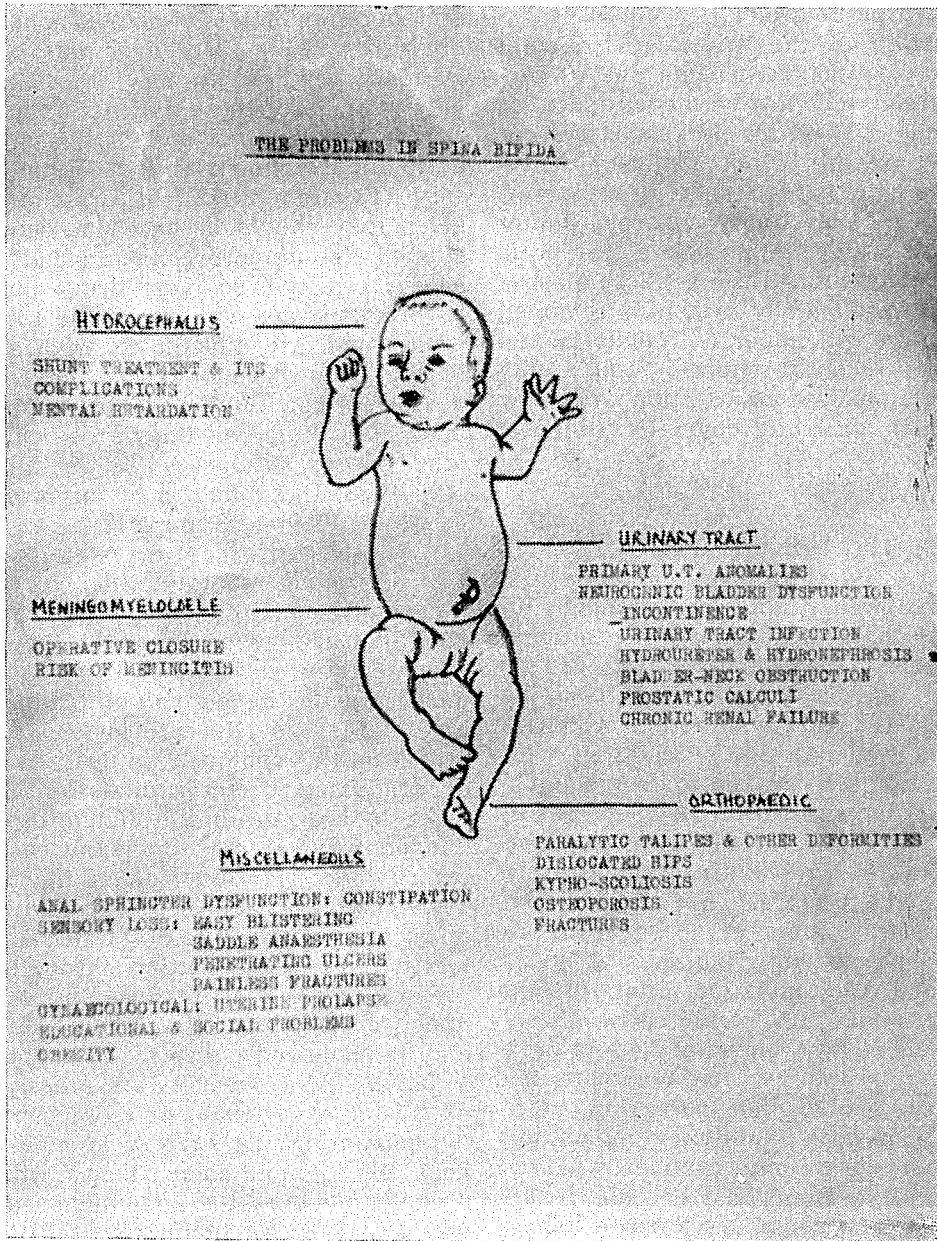 THE PROBLEMS IN SPINA BIFIDA
HYDROCEPHALUS
SHUNT TREATMENT & ITS
COMPLICATIONS
MENTAL RETARDATION
URINARY TRACT
PRIMARY U.T. ANOMALIES
NEUROGENIC BLADDER DYSFUNCTION
INCONTINENCE
URINARY TRACT INFECTION
HYDROURETER & HYDRONEPHROSIS
BLADDER-NECK OBSTRUCTION
PROSTATIC CALCULI
CHRONIC RENAL FAILURE
MENINGOMYELOCOELE
OPERATIVE CLOSURE
RISK OF MENINGITIS
ORTHOPAEDIC
PARALYTIC TALIPES & OTHER DEFORMITIES
DISLOCATED HIPS
KYPHO-SCOLIOSIS
OSTEOPOROSIS
FRACTURES
MISCELLANEOUS
ANAL SPHINCTER DYSFUNCTION: CONSTIPATION
SENSORY LOSS: EASY BLISTERING
SADDLE ANAESTHESIA
PENETRATING ULCERS
PAINLESS FRACTURES
GYNAECOLOGICAL: UTERINE PROLAPSE
EDUCATIONAL & SOCIAL PROBLEMS
OBESITY